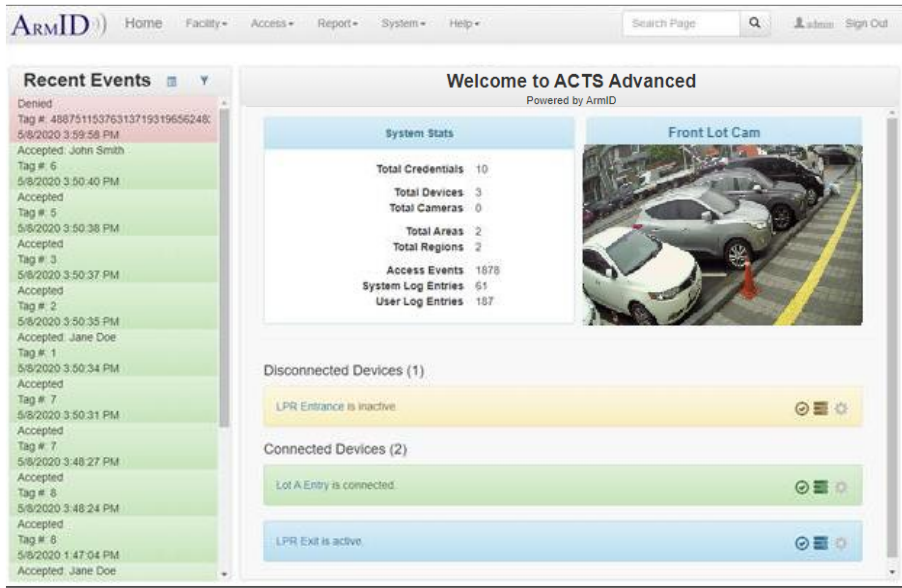 ARMID
Home
Facility
Access
Report
System
Help
Search Page
admin
Sign Out
Recent Events
Denied
Tag #: 48875115376313719319656248
5/8/2020 3:59:58 PM
Accepted: John Smith
Tag #: 6
5/8/2020 3:50:40 PM
Accepted
Tag #: 5
5/8/2020 3:50:38 PM
Accepted
Tag #: 3
5/8/2020 3:50:37 PM
Accepted
Tag #: 2
5/8/2020 3:50:35 PM
Accepted: Jane Doe
Tag #: 1
5/8/2020 3:50:34 PM
Accepted
Tag #: 7
5/8/2020 3:50:31 PM
Accepted
Tag #: 7
5/8/2020 3:48:27 PM
Accepted
Tag #: 8
5/8/2020 3:48:24 PM
Accepted
Tag #: 8
5/8/2020 1:47:04 PM
Accepted: Jane Doe
Welcome to ACTS Advanced
Powered by ArmID
System Stats
Total Credentials 10
Total Devices 3
Total Cameras 0
Total Areas 2
Total Regions 2
Access Events 1878
System Log Entries 61
User Log Entries 187
Front Lot Cam
Disconnected Devices (1)
LPR Entrance is inactive.
Connected Devices (2)
Lot A Entry is connected.
LPR Exit is active.